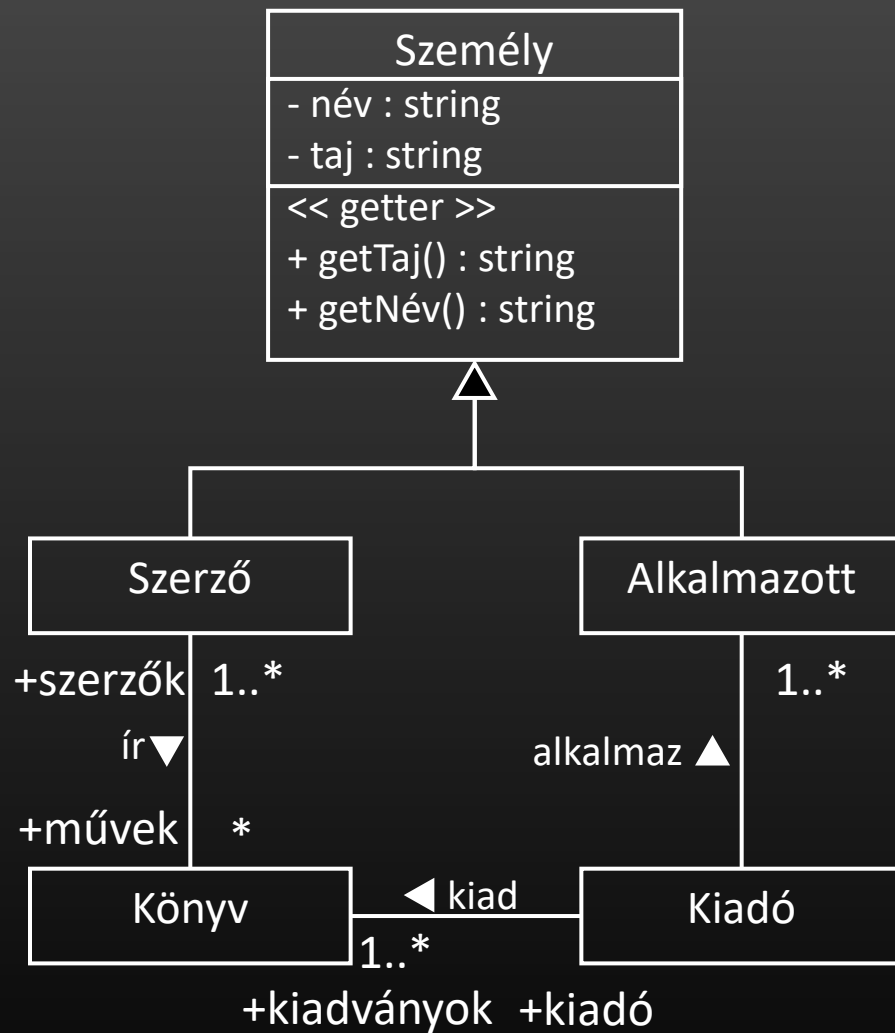 Személy
- név : string
- taj : string
<< getter >>
+ getTaj() : string
+ getNév() : string
Szerző
Alkalmazott
+szerzők 1..*
1..*
ír
alkalmaz
+művek *
Könyv
kiad
Kiadó
1..*
+kiadványok +kiadó